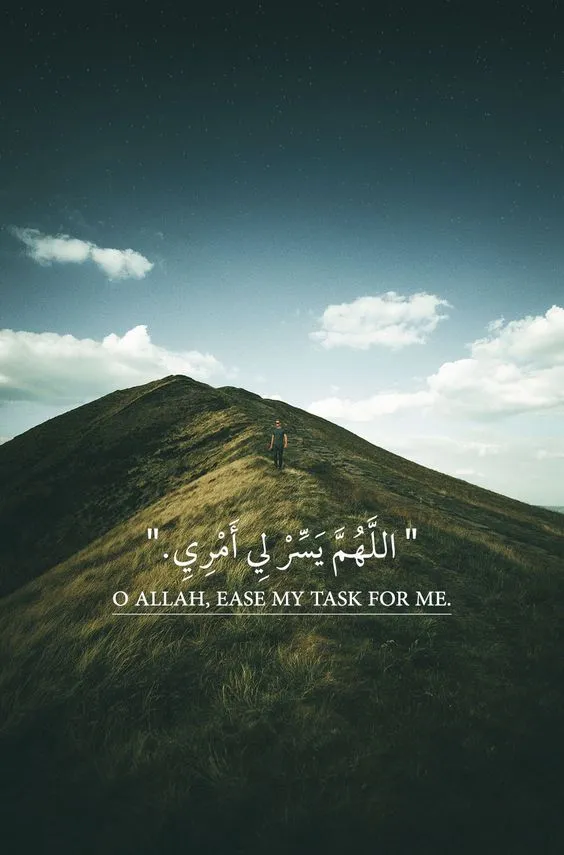 " اللَّهُمَّ يَسِّرْ لِي أَمْرِي . "
O ALLAH, EASE MY TASK FOR ME.